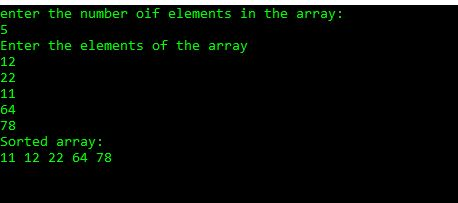 enter the number oif elements in the array:
5
Enter the elements of the array
12
22
11
64
78
Sorted array:
11 12 22 64 78